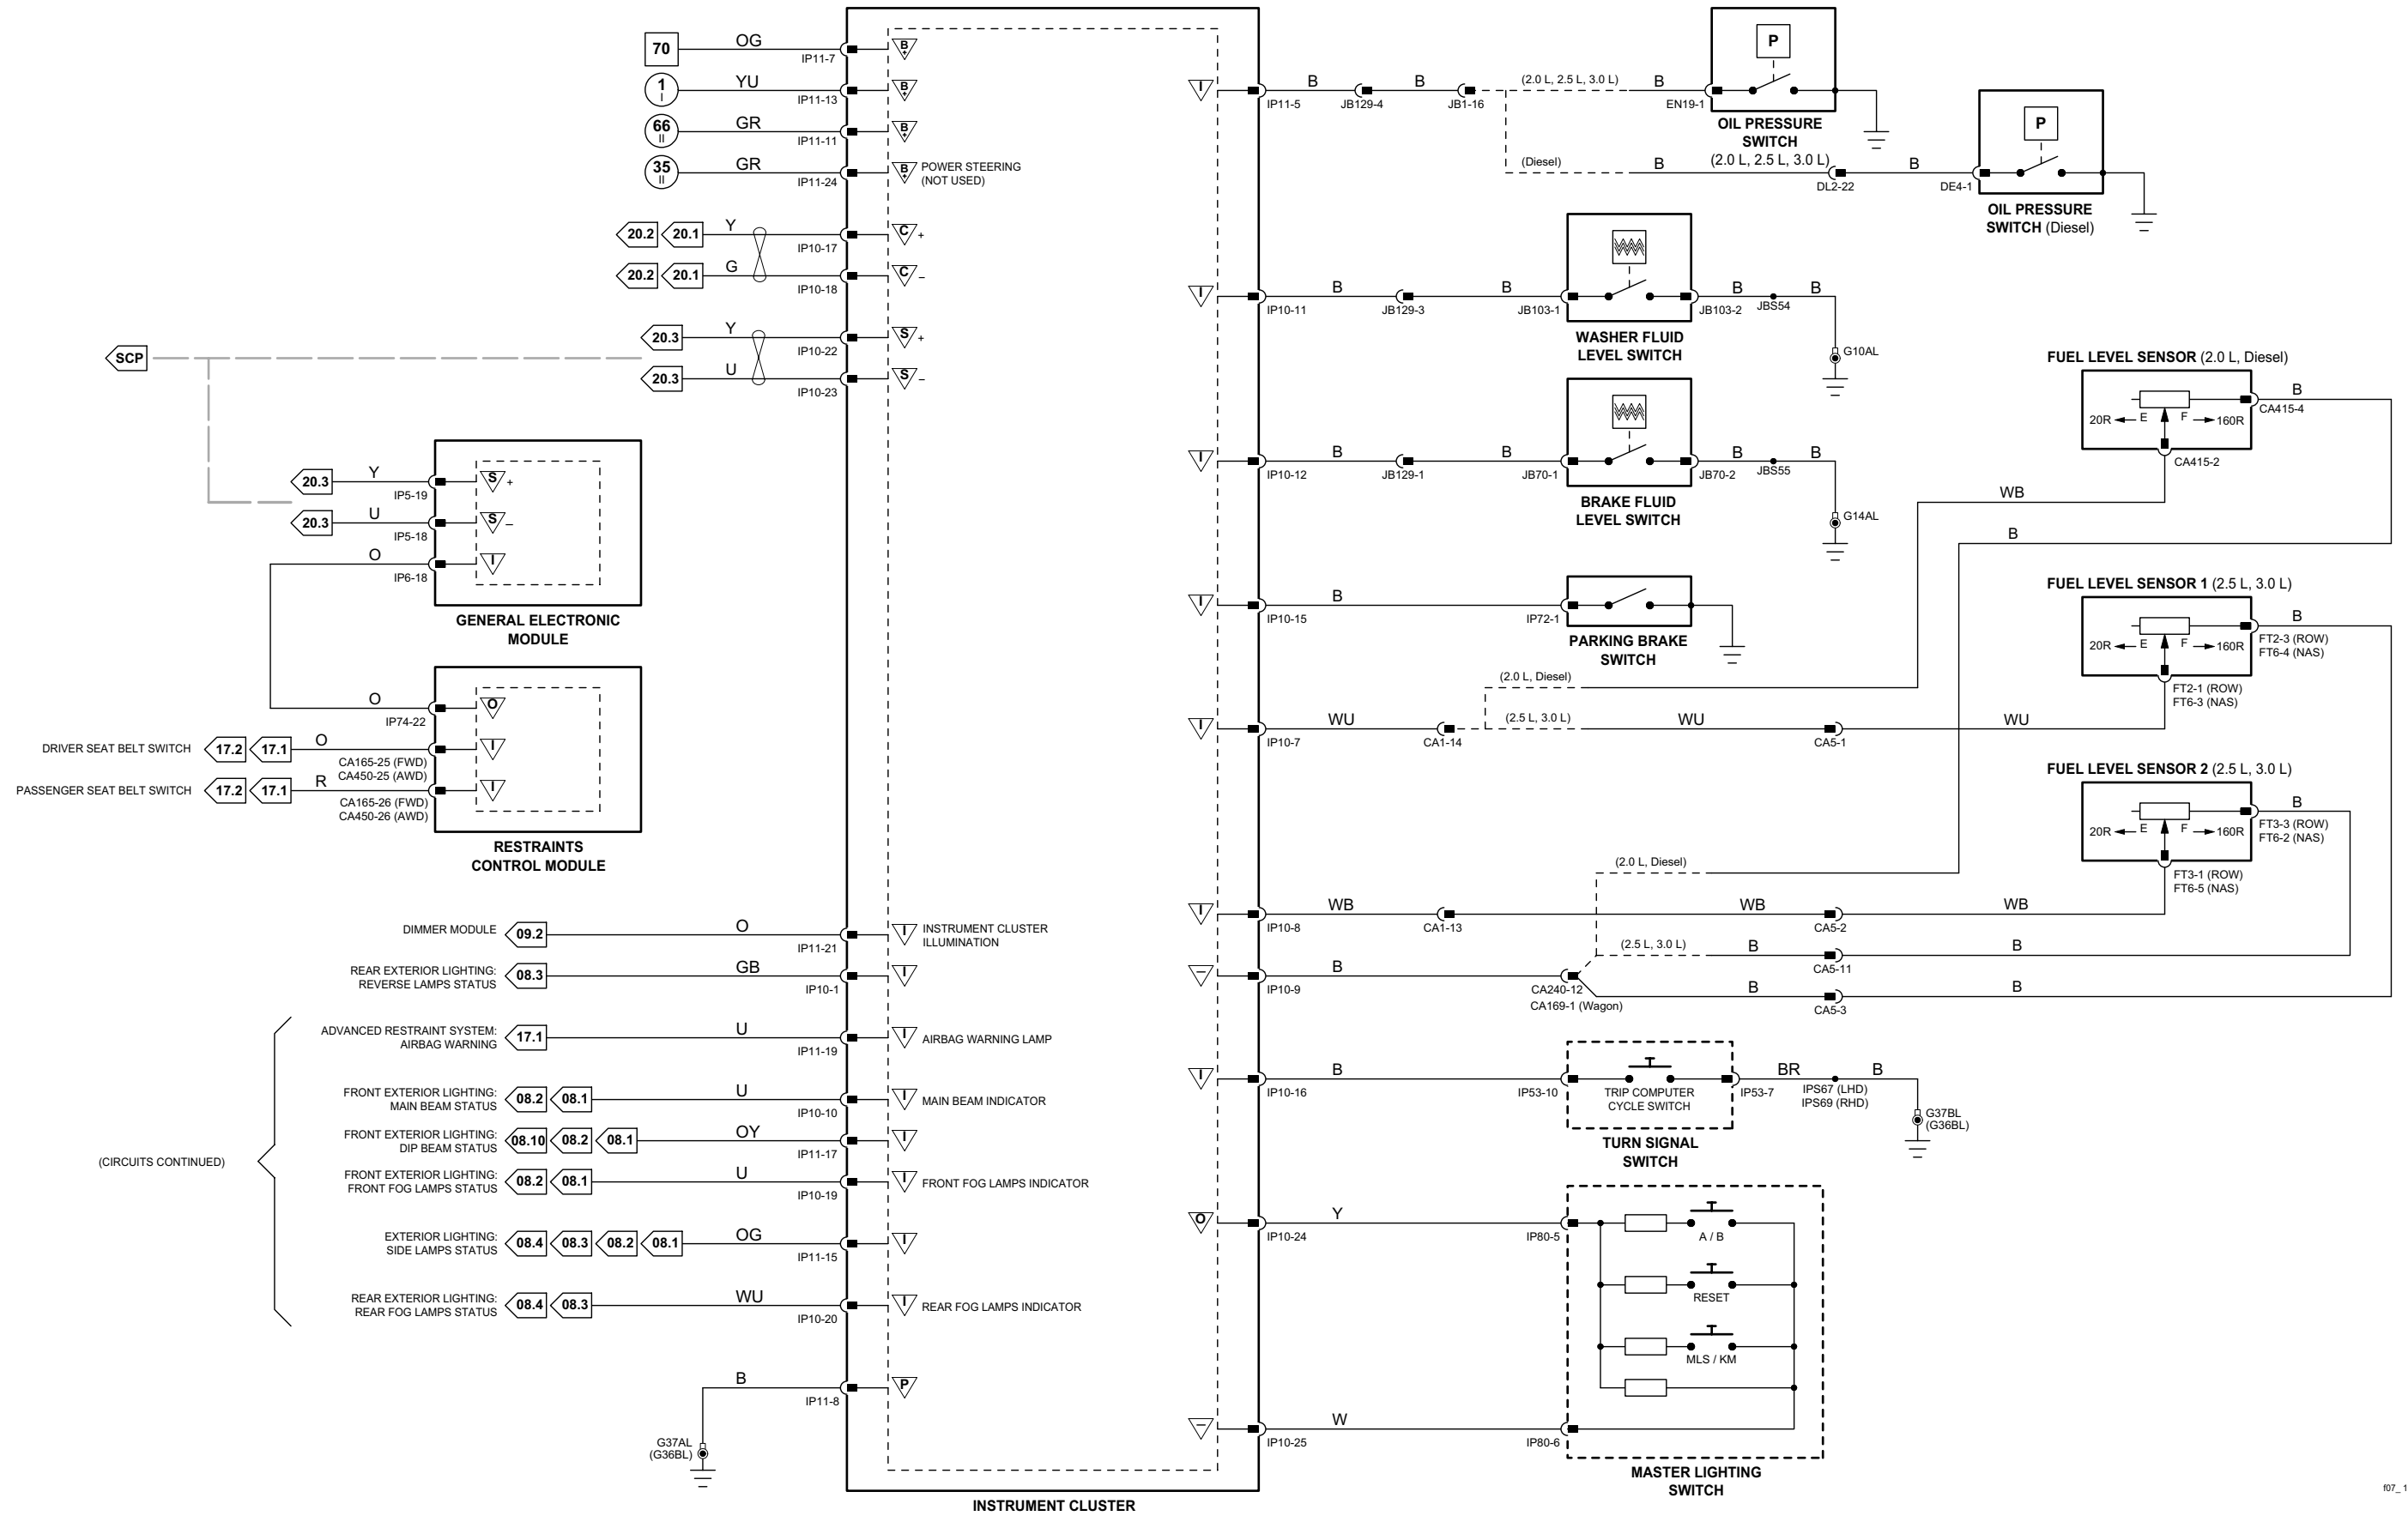 70 OG IP11-7 B+
1 I YU IP11-13 B+
66 II GR IP11-11 B+
35 II GR IP11-24 B+ POWER STEERING
(NOT USED)
20.2 20.1 Y IP10-17 C +
20.2 20.1 G IP10-18 C –
20.3 Y IP10-22 S +
20.3 U IP10-23 S –
SCP
20.3 Y IP5-19 S +
20.3 U IP5-18 S –
O IP6-18 I
GENERAL ELECTRONIC
MODULE
O IP74-22 O
DRIVER SEAT BELT SWITCH 17.2 17.1 O I
CA165-25 (FWD)
CA450-25 (AWD)
PASSENGER SEAT BELT SWITCH 17.2 17.1 R I
CA165-26 (FWD)
CA450-26 (AWD)
RESTRAINTS
CONTROL MODULE
DIMMER MODULE 09.2 O IP11-21 I INSTRUMENT CLUSTER
ILLUMINATION
REAR EXTERIOR LIGHTING:
REVERSE LAMPS STATUS 08.3 GB IP10-1 I
(CIRCUITS CONTINUED)
ADVANCED RESTRAINT SYSTEM:
AIRBAG WARNING 17.1 U IP11-19 I AIRBAG WARNING LAMP
FRONT EXTERIOR LIGHTING:
MAIN BEAM STATUS 08.2 08.1 U IP10-10 I MAIN BEAM INDICATOR
FRONT EXTERIOR LIGHTING:
DIP BEAM STATUS 08.10 08.2 08.1 OY IP11-17 I
FRONT EXTERIOR LIGHTING:
FRONT FOG LAMPS STATUS 08.2 08.1 U IP10-19 I FRONT FOG LAMPS INDICATOR
EXTERIOR LIGHTING:
SIDE LAMPS STATUS 08.4 08.3 08.2 08.1 OG IP11-15 I
REAR EXTERIOR LIGHTING:
REAR FOG LAMPS STATUS 08.4 08.3 WU IP10-20 I REAR FOG LAMPS INDICATOR
B IP11-8 P
G37AL
(G36BL)
INSTRUMENT CLUSTER
I IP11-5 B JB129-4 B JB1-16 (2.0 L, 2.5 L, 3.0 L) B EN19-1 P
OIL PRESSURE
SWITCH
(2.0 L, 2.5 L, 3.0 L)
(Diesel) B DL2-22 B DE4-1 P
OIL PRESSURE
SWITCH (Diesel)
I IP10-11 B JB129-3 B JB103-1 JB103-2 B JBS54 B G10AL
WASHER FLUID
LEVEL SWITCH
I IP10-12 B JB129-1 B JB70-1 JB70-2 B JBS55 B G14AL
BRAKE FLUID
LEVEL SWITCH
I IP10-15 B IP72-1
PARKING BRAKE
SWITCH
FUEL LEVEL SENSOR (2.0 L, Diesel)
20R E F 160R B CA415-4
CA415-2
WB
B
FUEL LEVEL SENSOR 1 (2.5 L, 3.0 L)
20R E F 160R B
FT2-3 (ROW)
FT6-4 (NAS)
FT2-1 (ROW)
FT6-3 (NAS)
(2.0 L, Diesel)
I IP10-7 WU CA1-14 (2.5 L, 3.0 L) WU CA5-1 WU
FUEL LEVEL SENSOR 2 (2.5 L, 3.0 L)
20R E F 160R B
FT3-3 (ROW)
FT6-2 (NAS)
FT3-1 (ROW)
FT6-5 (NAS)
(2.0 L, Diesel)
I IP10-8 WB CA1-13 WB CA5-2 WB
(2.5 L, 3.0 L) B CA5-11 B
– IP10-9 B CA240-12
CA169-1 (Wagon)
B CA5-3 B
I IP10-16 B IP53-10 TRIP COMPUTER
CYCLE SWITCH
IP53-7 BR IPS67 (LHD)
IPS69 (RHD)
B G37BL
(G36BL)
TURN SIGNAL
SWITCH
O IP10-24 Y IP80-5
A / B
RESET
MLS / KM
– IP10-25 W IP80-6
MASTER LIGHTING
SWITCH
f07_ 1